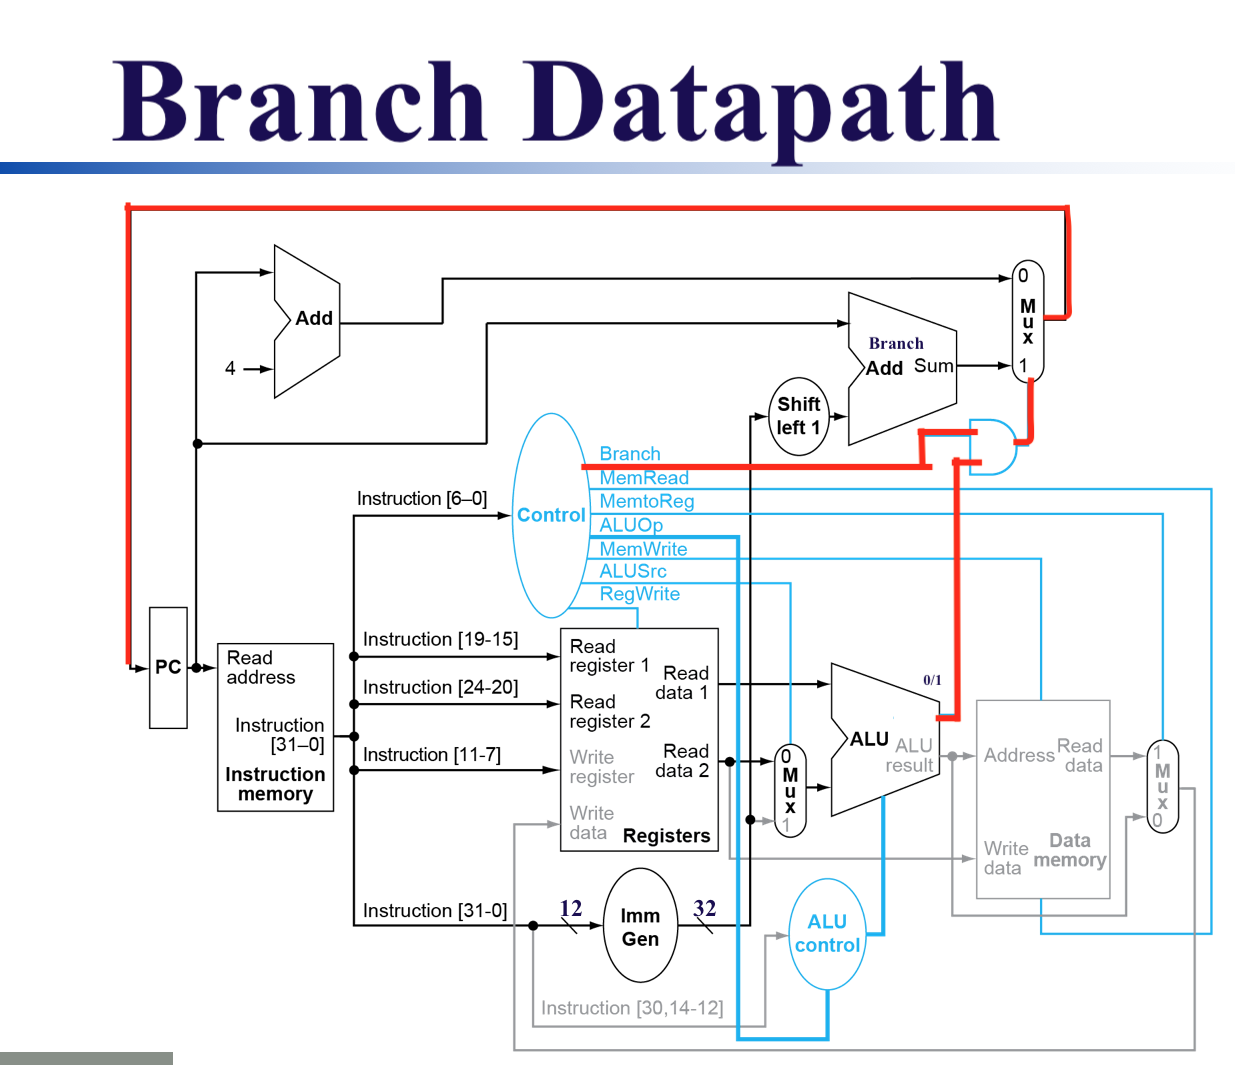 Branch Datapath
Add
4
0
M
u
x
1
Branch
Add Sum
Shift
left 1
Branch
MemRead
MemtoReg
ALUOp
MemWrite
ALUSrc
RegWrite
Control
Instruction [6–0]
Instruction [19-15]
Instruction [24-20]
Instruction [11-7]
Instruction [31-0]
PC
Read
address
Instruction
[31–0]
Instruction
memory
Read
register 1
Read
register 2
Write
register
Write
data
Read
data 1
Read
data 2
Registers
0
M
u
x
1
0/1
ALU
ALU
result
Address
Read
data
Write
data
Data
memory
1
M
u
x
0
12
Imm
Gen
32
ALU
control
Instruction [30,14-12]